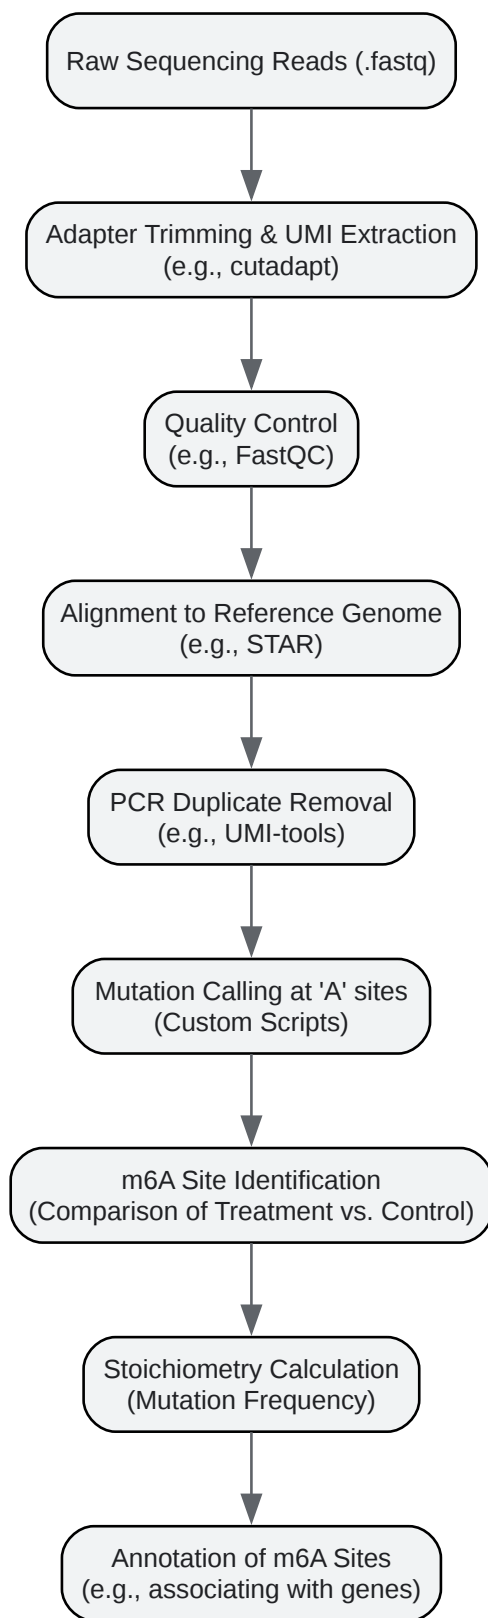 Raw Sequencing Reads (.fastq)
Adapter Trimming & UMI Extraction
(e.g., cutadapt)
Quality Control
(e.g., FastQC)
Alignment to Reference Genome
(e.g., STAR)
PCR Duplicate Removal
(e.g., UMI-tools)
Mutation Calling at 'A' sites
(Custom Scripts)
m6A Site Identification
(Comparison of Treatment vs. Control)
Stoichiometry Calculation
(Mutation Frequency)
Annotation of m6A Sites
(e.g., associating with genes)